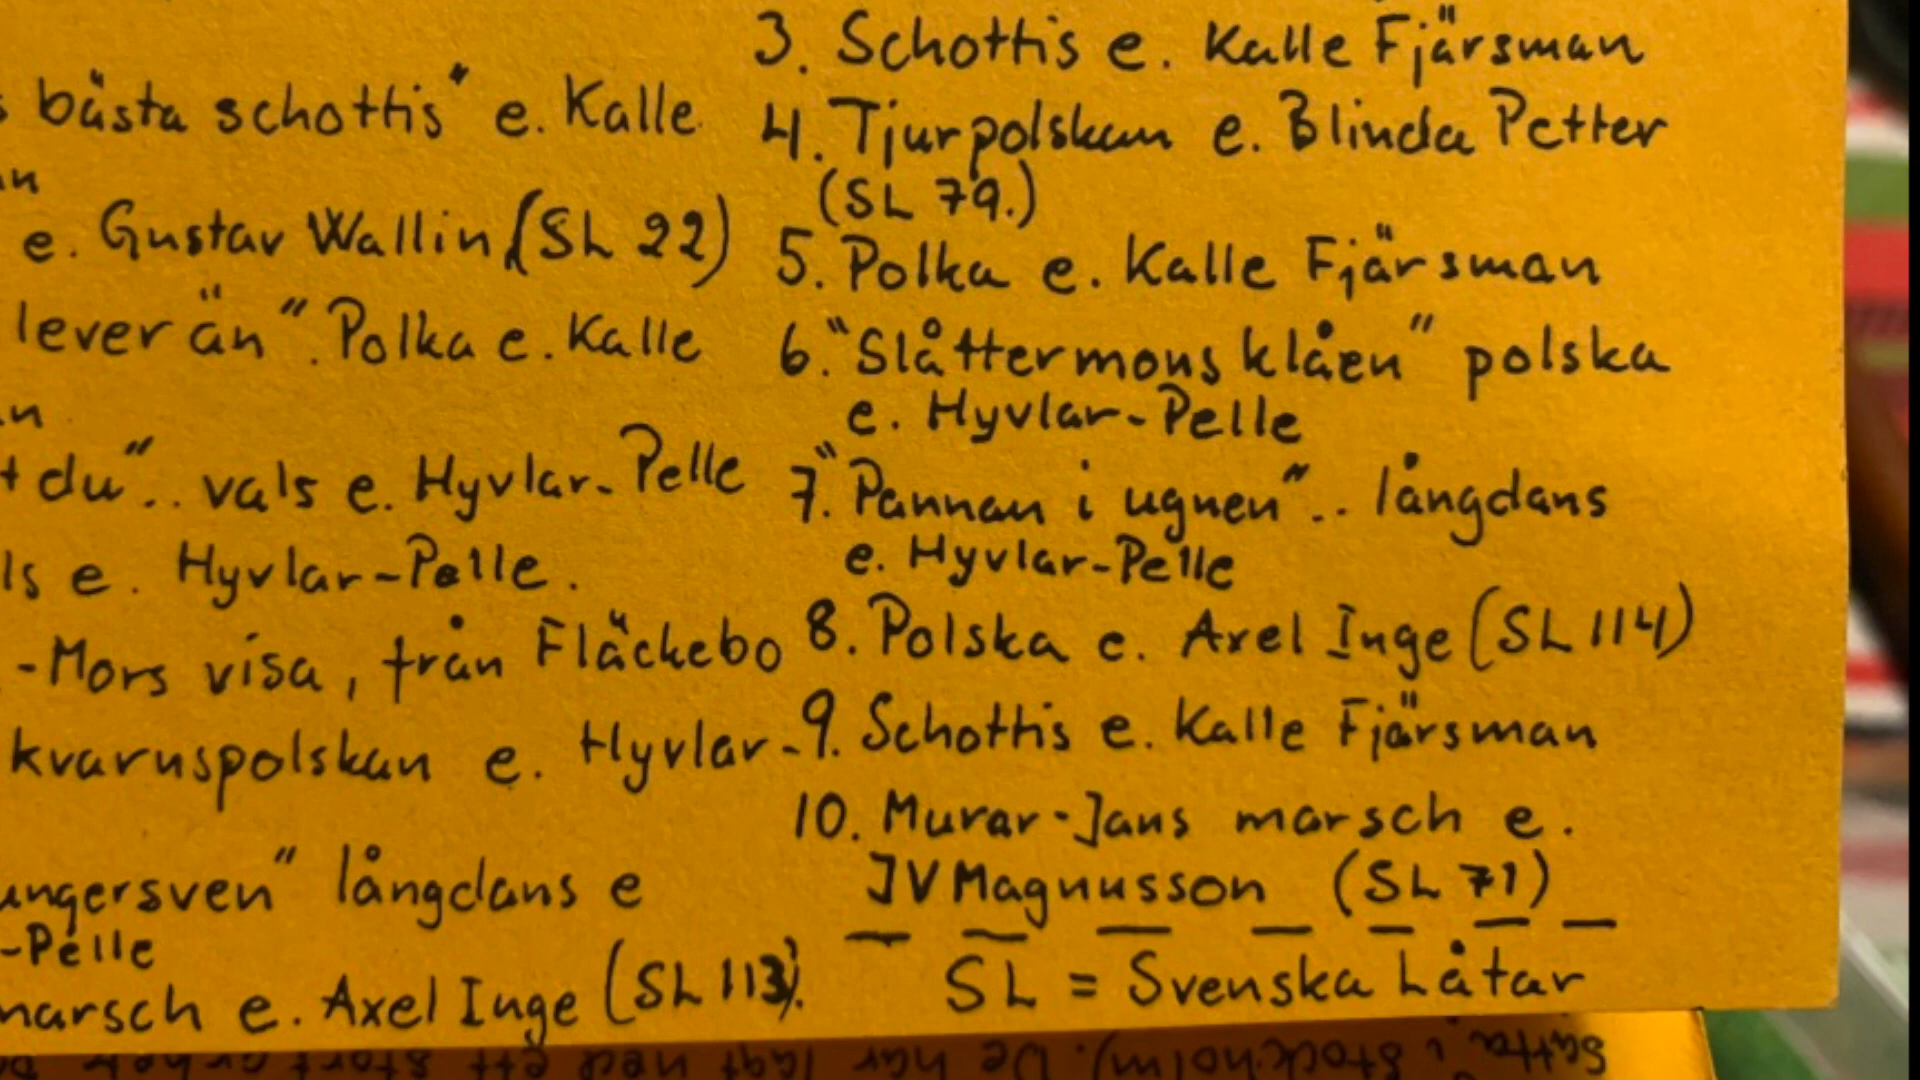 bästa schottis" e. Kalle
e. Gustav Wallin (SL 22)
lever än". Polka e. Kalle
du".. vals e. Hyvlar-Pelle
ls e. Hyvlar-Pelle.
-Mors visa, från Fläckebo
kvarnspolskan e. Hyvlar-
ungersven" långdans e
-Pelle
marsch e. Axel Inge (SL 113).
3. Schottis e. Kalle Fjärsman
4. Tjurpolskan e. Blinda Petter
(SL 79.)
5. Polka e. Kalle Fjärsman
6. "Slåttermons klåen" polska
e. Hyvlar-Pelle
7. "Pannan i ugnen".. långdans
e. Hyvlar-Pelle
8. Polska e. Axel Inge (SL 114)
9. Schottis e. Kalle Fjärsman
10. Murar-Jans marsch e.
JV Magnusson (SL 71)
SL = Svenska Låtar